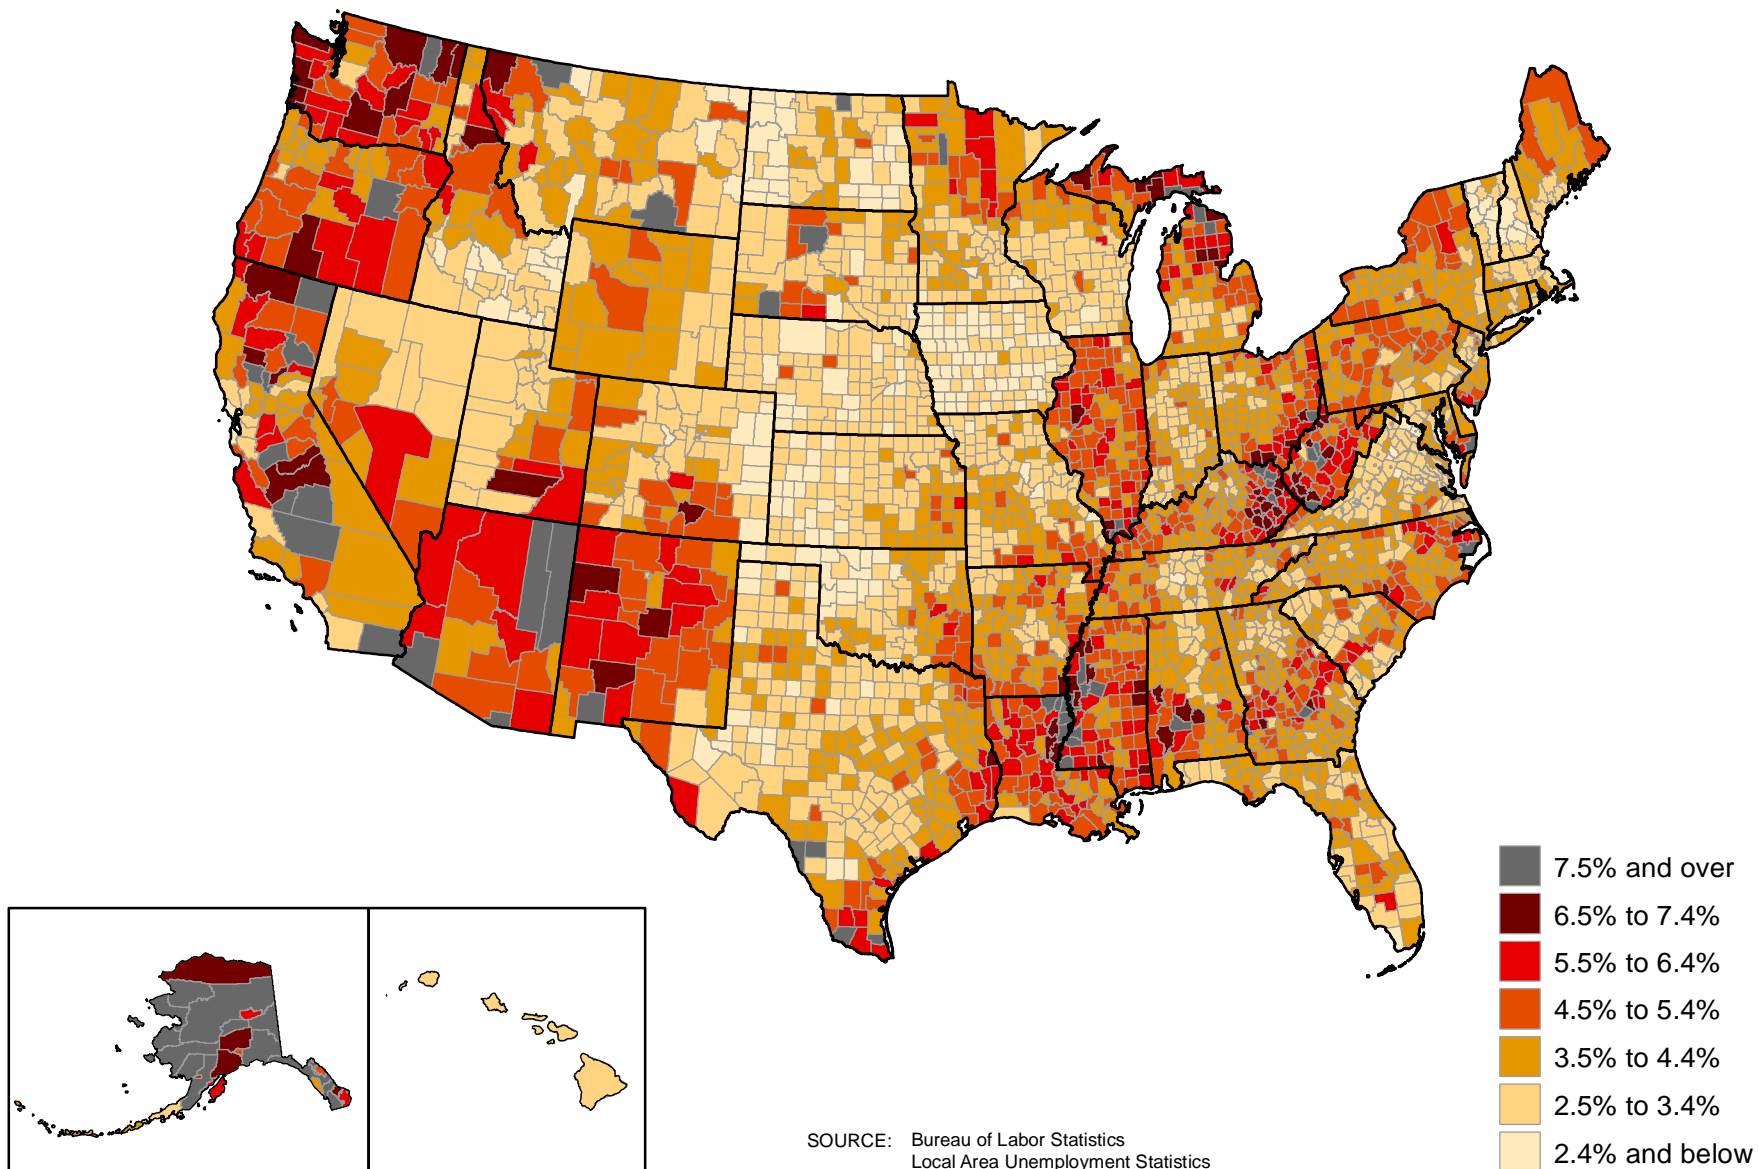 7.5% and over
6.5% to 7.4%
5.5% to 6.4%
4.5% to 5.4%
3.5% to 4.4%
2.5% to 3.4%
2.4% and below
SOURCE: Bureau of Labor Statistics
Local Area Unemployment Statistics